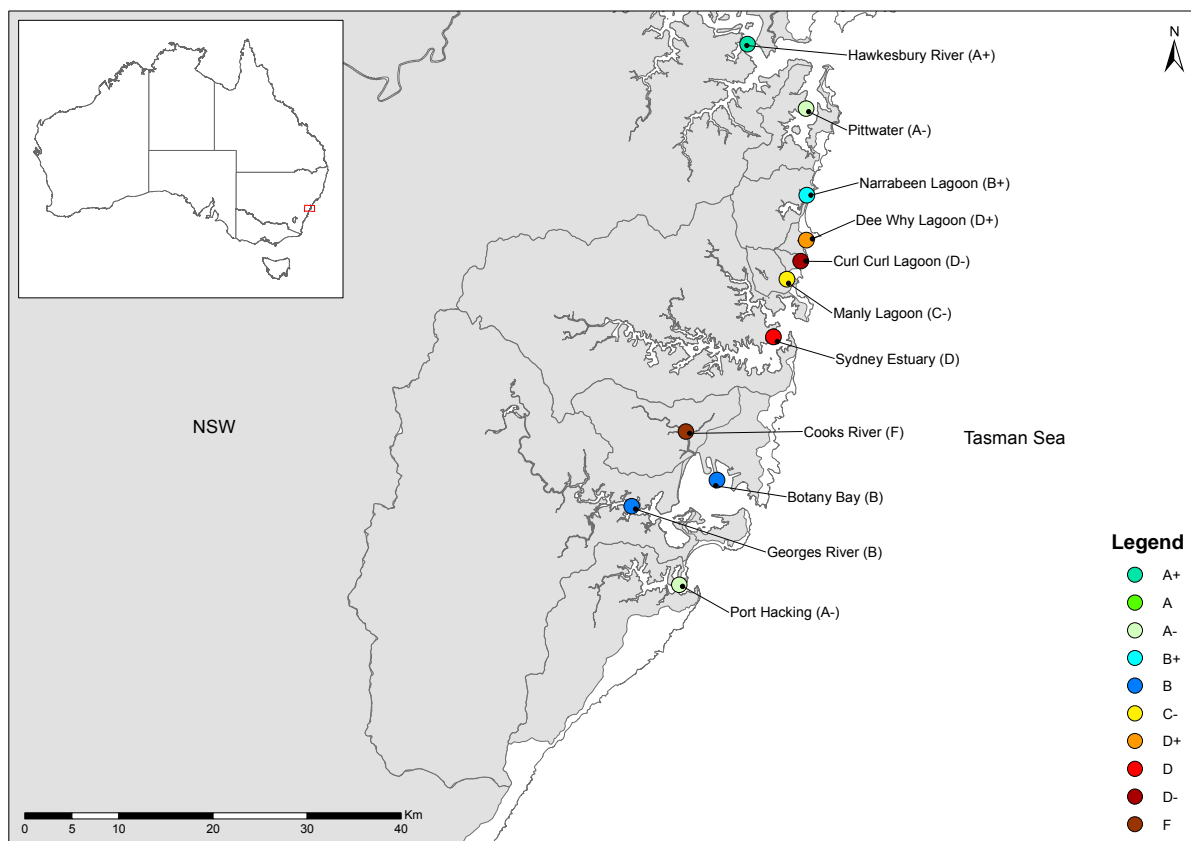 N
Hawkesbury River (A+)
Pittwater (A-)
Narrabeen Lagoon (B+)
Dee Why Lagoon (D+)
Curl Curl Lagoon (D-)
Manly Lagoon (C-)
Sydney Estuary (D)
NSW
Cooks River (F)
Tasman Sea
Botany Bay (B)
Georges River (B)
Port Hacking (A-)
Legend
A+
A
A-
B+
B
C-
D+
D
D-
F
Km
0 5 10 20 30 40